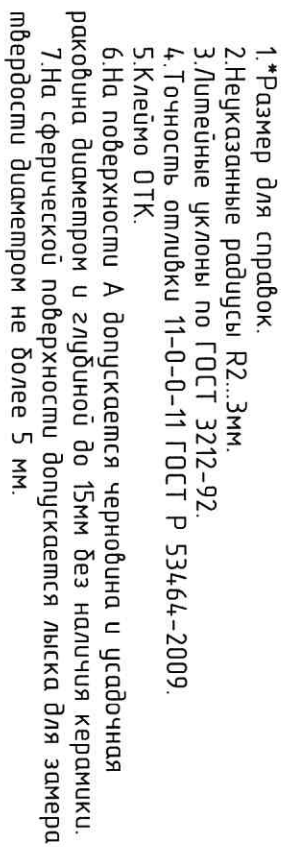 1.*Размер для справок.
2.Неуказанные радиусы R2...3мм.
3.Литейные уклоны по ГОСТ 3212-92.
4.Точность отливки 11-0-0-11 ГОСТ Р 53464-2009.
5.Клеймо ОТК.
6.На поверхности А допускается черновина и усадочная
раковина диаметром и глубиной до 15мм без наличия керамики.
7.На сферической поверхности допускается лыска для замера
твердости диаметром не более 5 мм.